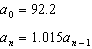 a₀ = 92.2
aₙ = 1.015aₙ₋₁